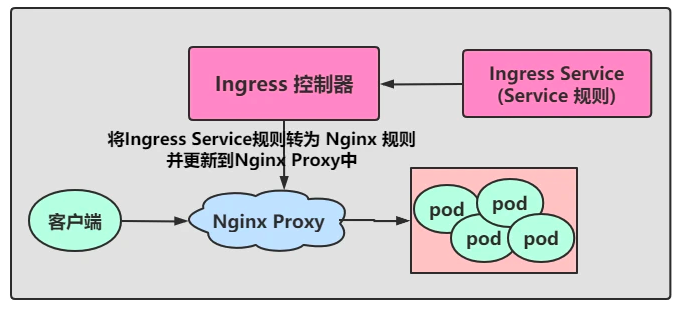 Ingress 控制器
Ingress Service
(Service 规则)
将Ingress Service规则转为 Nginx 规则
并更新到Nginx Proxy中
客户端
Nginx Proxy
pod
pod
pod
pod